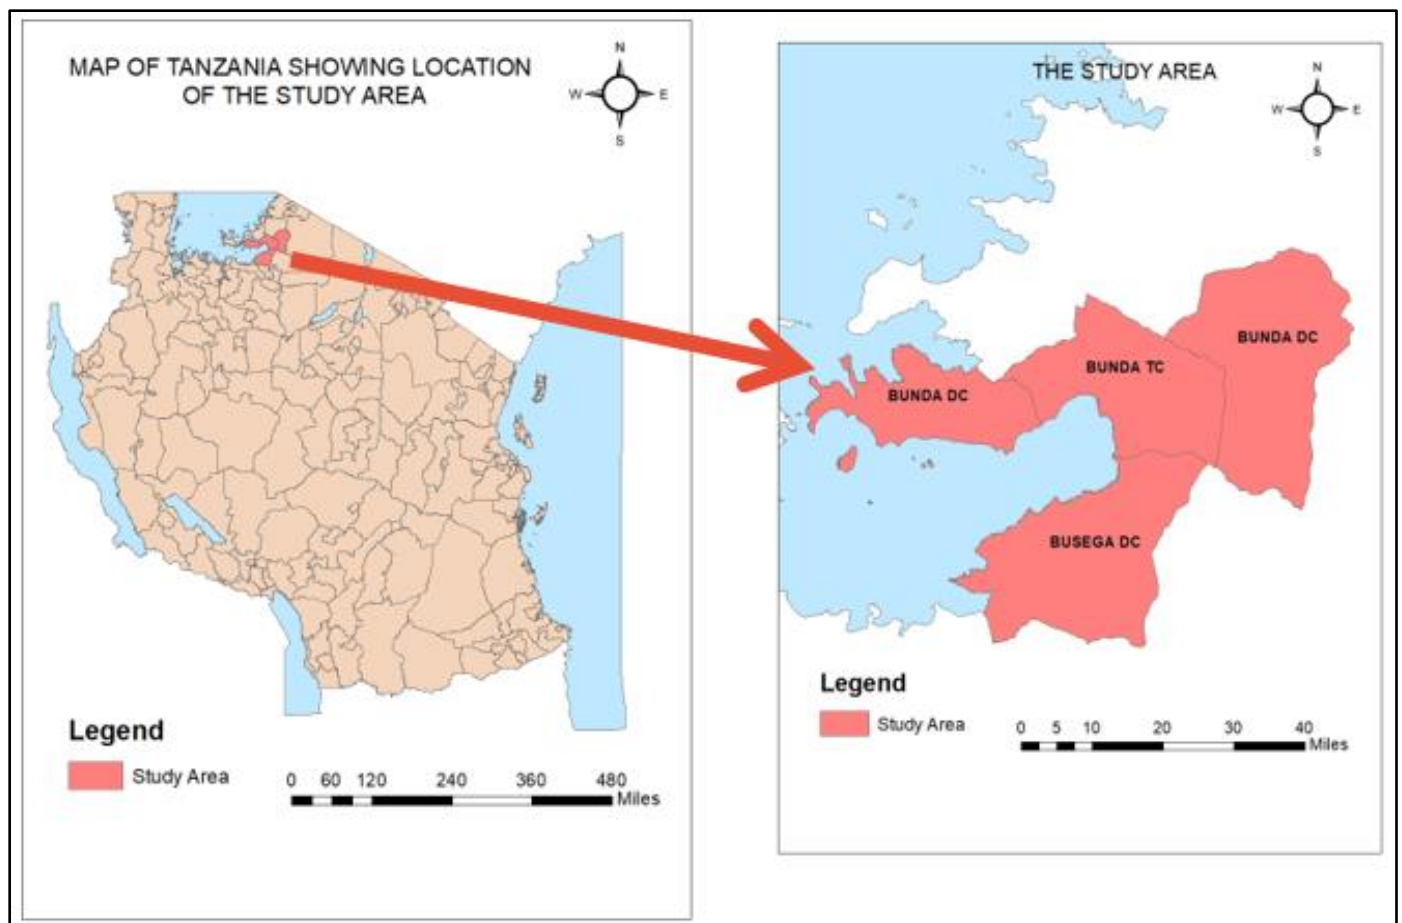 MAP OF TANZANIA SHOWING LOCATION
OF THE STUDY AREA
N
W
E
S
Legend
Study Area
0 60 120 240 360 480
Miles
THE STUDY AREA
N
W
E
S
BUNDA DC
BUNDA TC
BUNDA DC
BUSEGA DC
Legend
Study Area
0 5 10 20 30 40
Miles